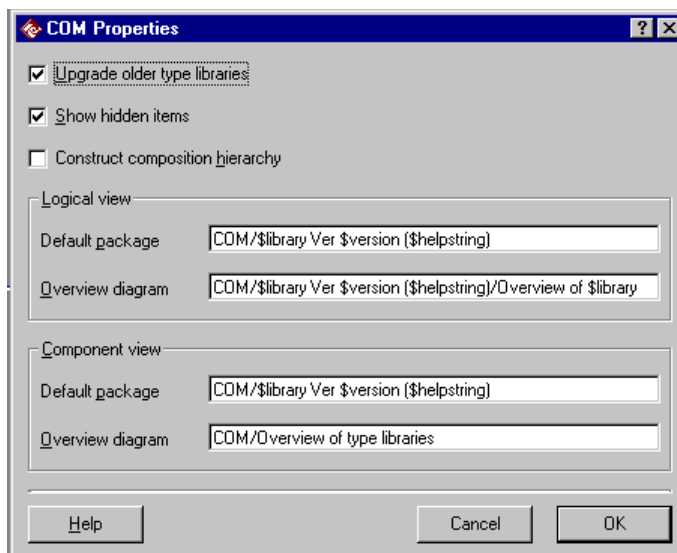 COM Properties
Upgrade older type libraries
Show hidden items
Construct composition hierarchy
Logical view
Default package COM/$library Ver $version ($helpstring)
Overview diagram COM/$library Ver $version ($helpstring)/Overview of $library
Component view
Default package COM/$library Ver $version ($helpstring)
Overview diagram COM/Overview of type libraries
Help Cancel OK